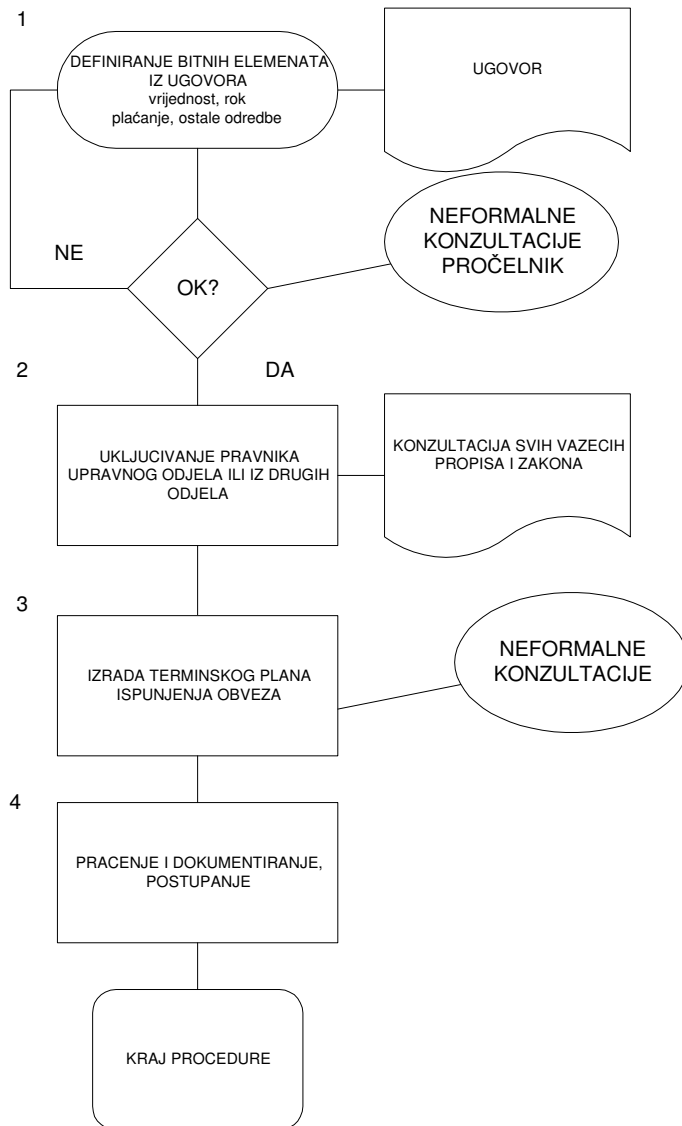 1
DEFINIRANJE BITNIH ELEMENATA
IZ UGOVORA
vrijednost, rok
plaćanje, ostale odredbe
UGOVOR
NEFORMALNE
KONZULTACIJE
PROČELNIK
NE
OK?
2
DA
UKLJUCIVANJE PRAVNIKA
UPRAVNOG ODJELA ILI IZ DRUGIH
ODJELA
KONZULTACIJA SVIH VAZECIH
PROPISA I ZAKONA
3
IZRADA TERMINSKOG PLANA
ISPUNJENJA OBVEZA
NEFORMALNE
KONZULTACIJE
4
PRACENJE I DOKUMENTIRANJE,
POSTUPANJE
KRAJ PROCEDURE